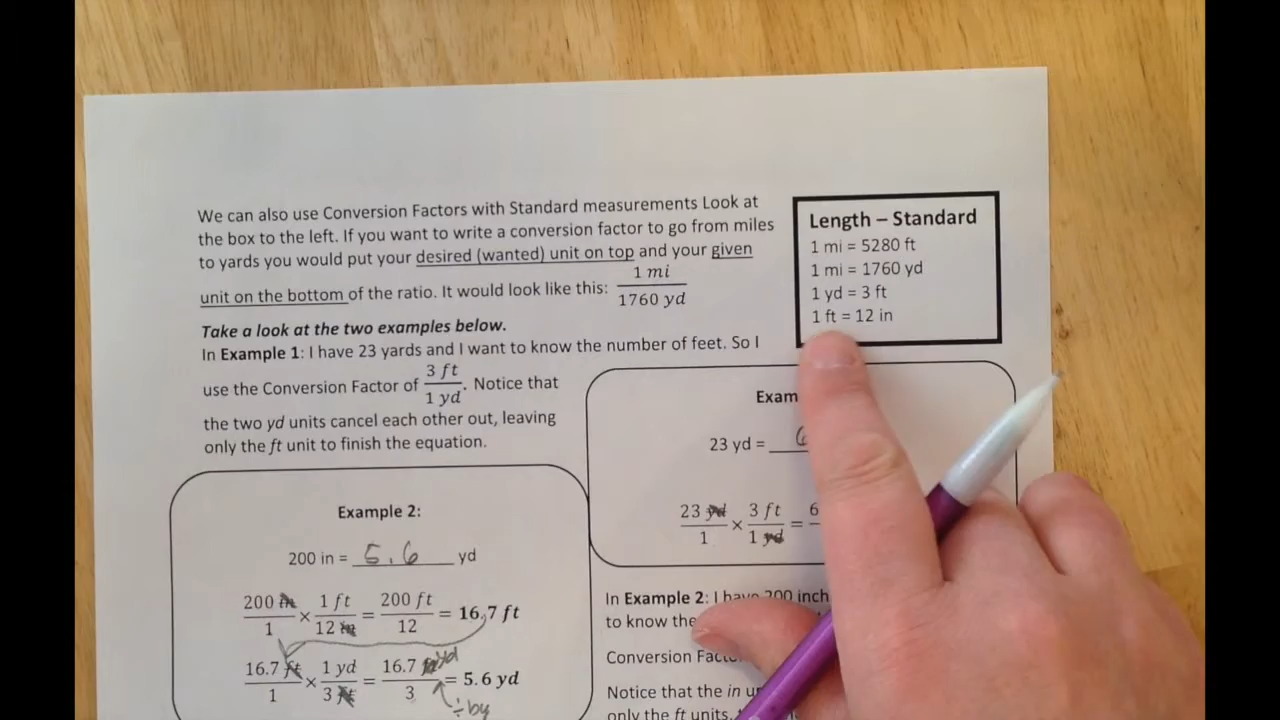 We can also use Conversion Factors with Standard measurements Look at
the box to the left. If you want to write a conversion factor to go from miles
to yards you would put your desired (wanted) unit on top and your given
unit on the bottom of the ratio. It would look like this: 1 mi / 1760 yd
Take a look at the two examples below.
In Example 1: I have 23 yards and I want to know the number of feet. So I
use the Conversion Factor of 3 ft / 1 yd. Notice that
the two yd units cancel each other out, leaving
only the ft unit to finish the equation.
Length – Standard
1 mi = 5280 ft
1 mi = 1760 yd
1 yd = 3 ft
1 ft = 12 in
23 yd =
23 yd / 1 × 3 ft / 1 yd =
Example 2:
200 in = 5.6 yd
200 in / 1 × 1 ft / 12 in = 200 ft / 12 = 16.7 ft
16.7 ft / 1 × 1 yd / 3 ft = 16.7 yd / 3 = 5.6 yd
÷ by
In Example 2: I have 200 inch
to know the
Conversion
Notice that the in
only the ft units,